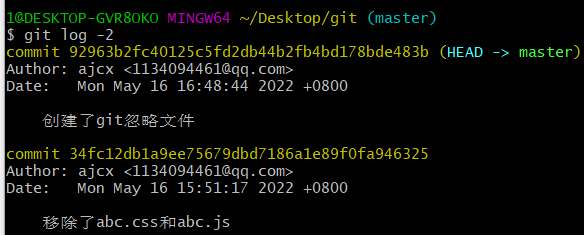 1@DESKTOP-GVR8OKO MINGW64 ~/Desktop/git (master)
$ git log -2
commit 92963b2fc40125c5fd2db44b2fb4bd178bde483b (HEAD -> master)
Author: ajcx <1134094461@qq.com>
Date:   Mon May 16 16:48:44 2022 +0800
    创建了git忽略文件
commit 34fc12db1a9ee75679dbd7186a1e89f0fa946325
Author: ajcx <1134094461@qq.com>
Date:   Mon May 16 15:51:17 2022 +0800
    移除了abc.css和abc.js